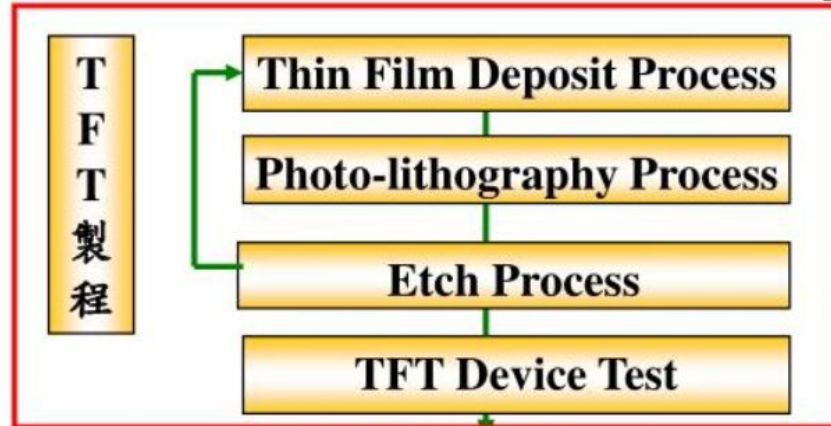 TFT製程
Thin Film Deposit Process
Photo-lithography Process
Etch Process
TFT Device Test